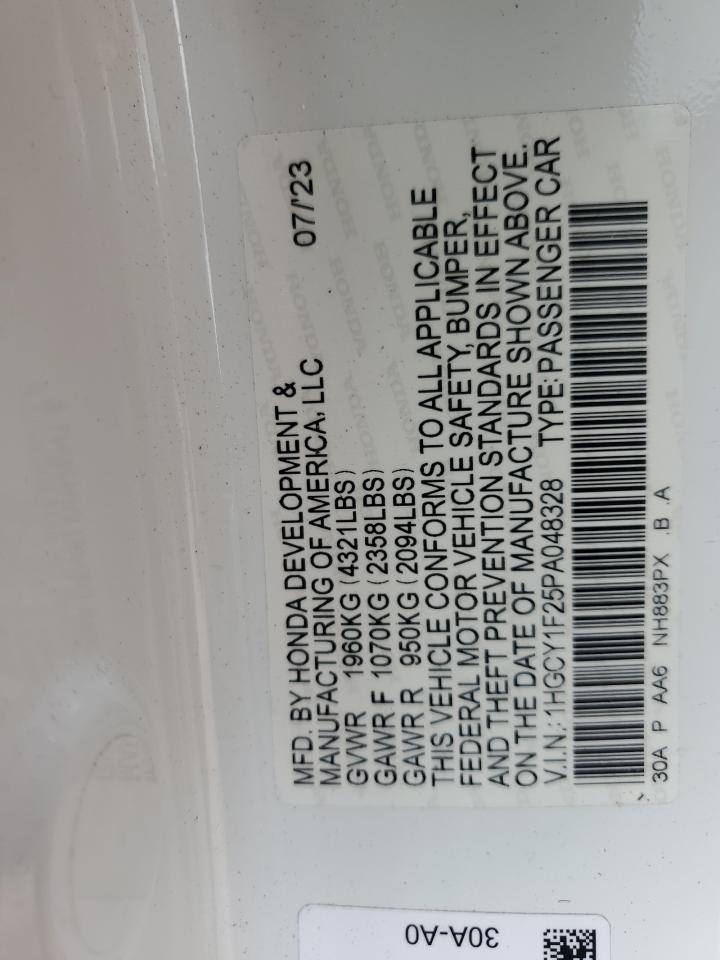 MFD. BY HONDA DEVELOPMENT &
MANUFACTURING OF AMERICA, LLC 07/'23
GVWR 1960KG (4321LBS)
GAWR F 1070KG (2358LBS)
GAWR R 950KG (2094LBS)
THIS VEHICLE CONFORMS TO ALL APPLICABLE
FEDERAL MOTOR VEHICLE SAFETY, BUMPER,
AND THEFT PREVENTION STANDARDS IN EFFECT
ON THE DATE OF MANUFACTURE SHOWN ABOVE.
V.I.N.: 1HGCY1F25PA048328 TYPE: PASSENGER CAR
30A P AA6 NH883PX .B .A
30A-A0